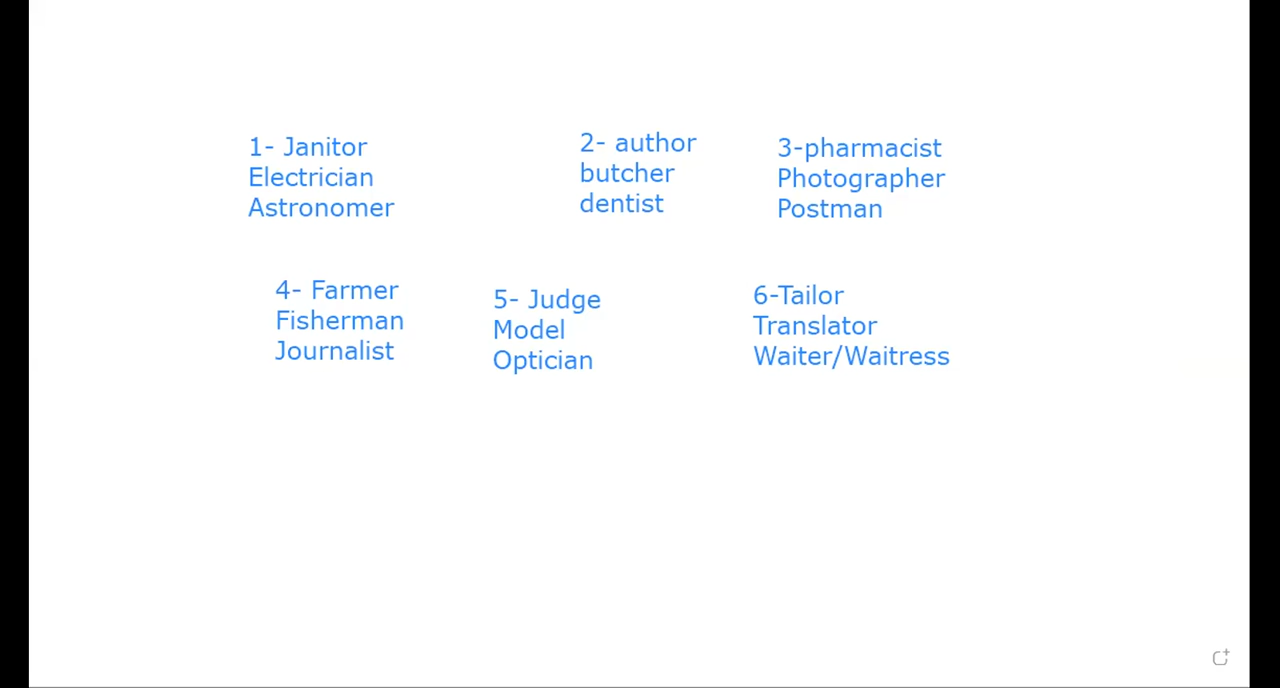 1- Janitor
Electrician
Astronomer
2- author
butcher
dentist
3-pharmacist
Photographer
Postman
4- Farmer
Fisherman
Journalist
5- Judge
Model
Optician
6-Tailor
Translator
Waiter/Waitress